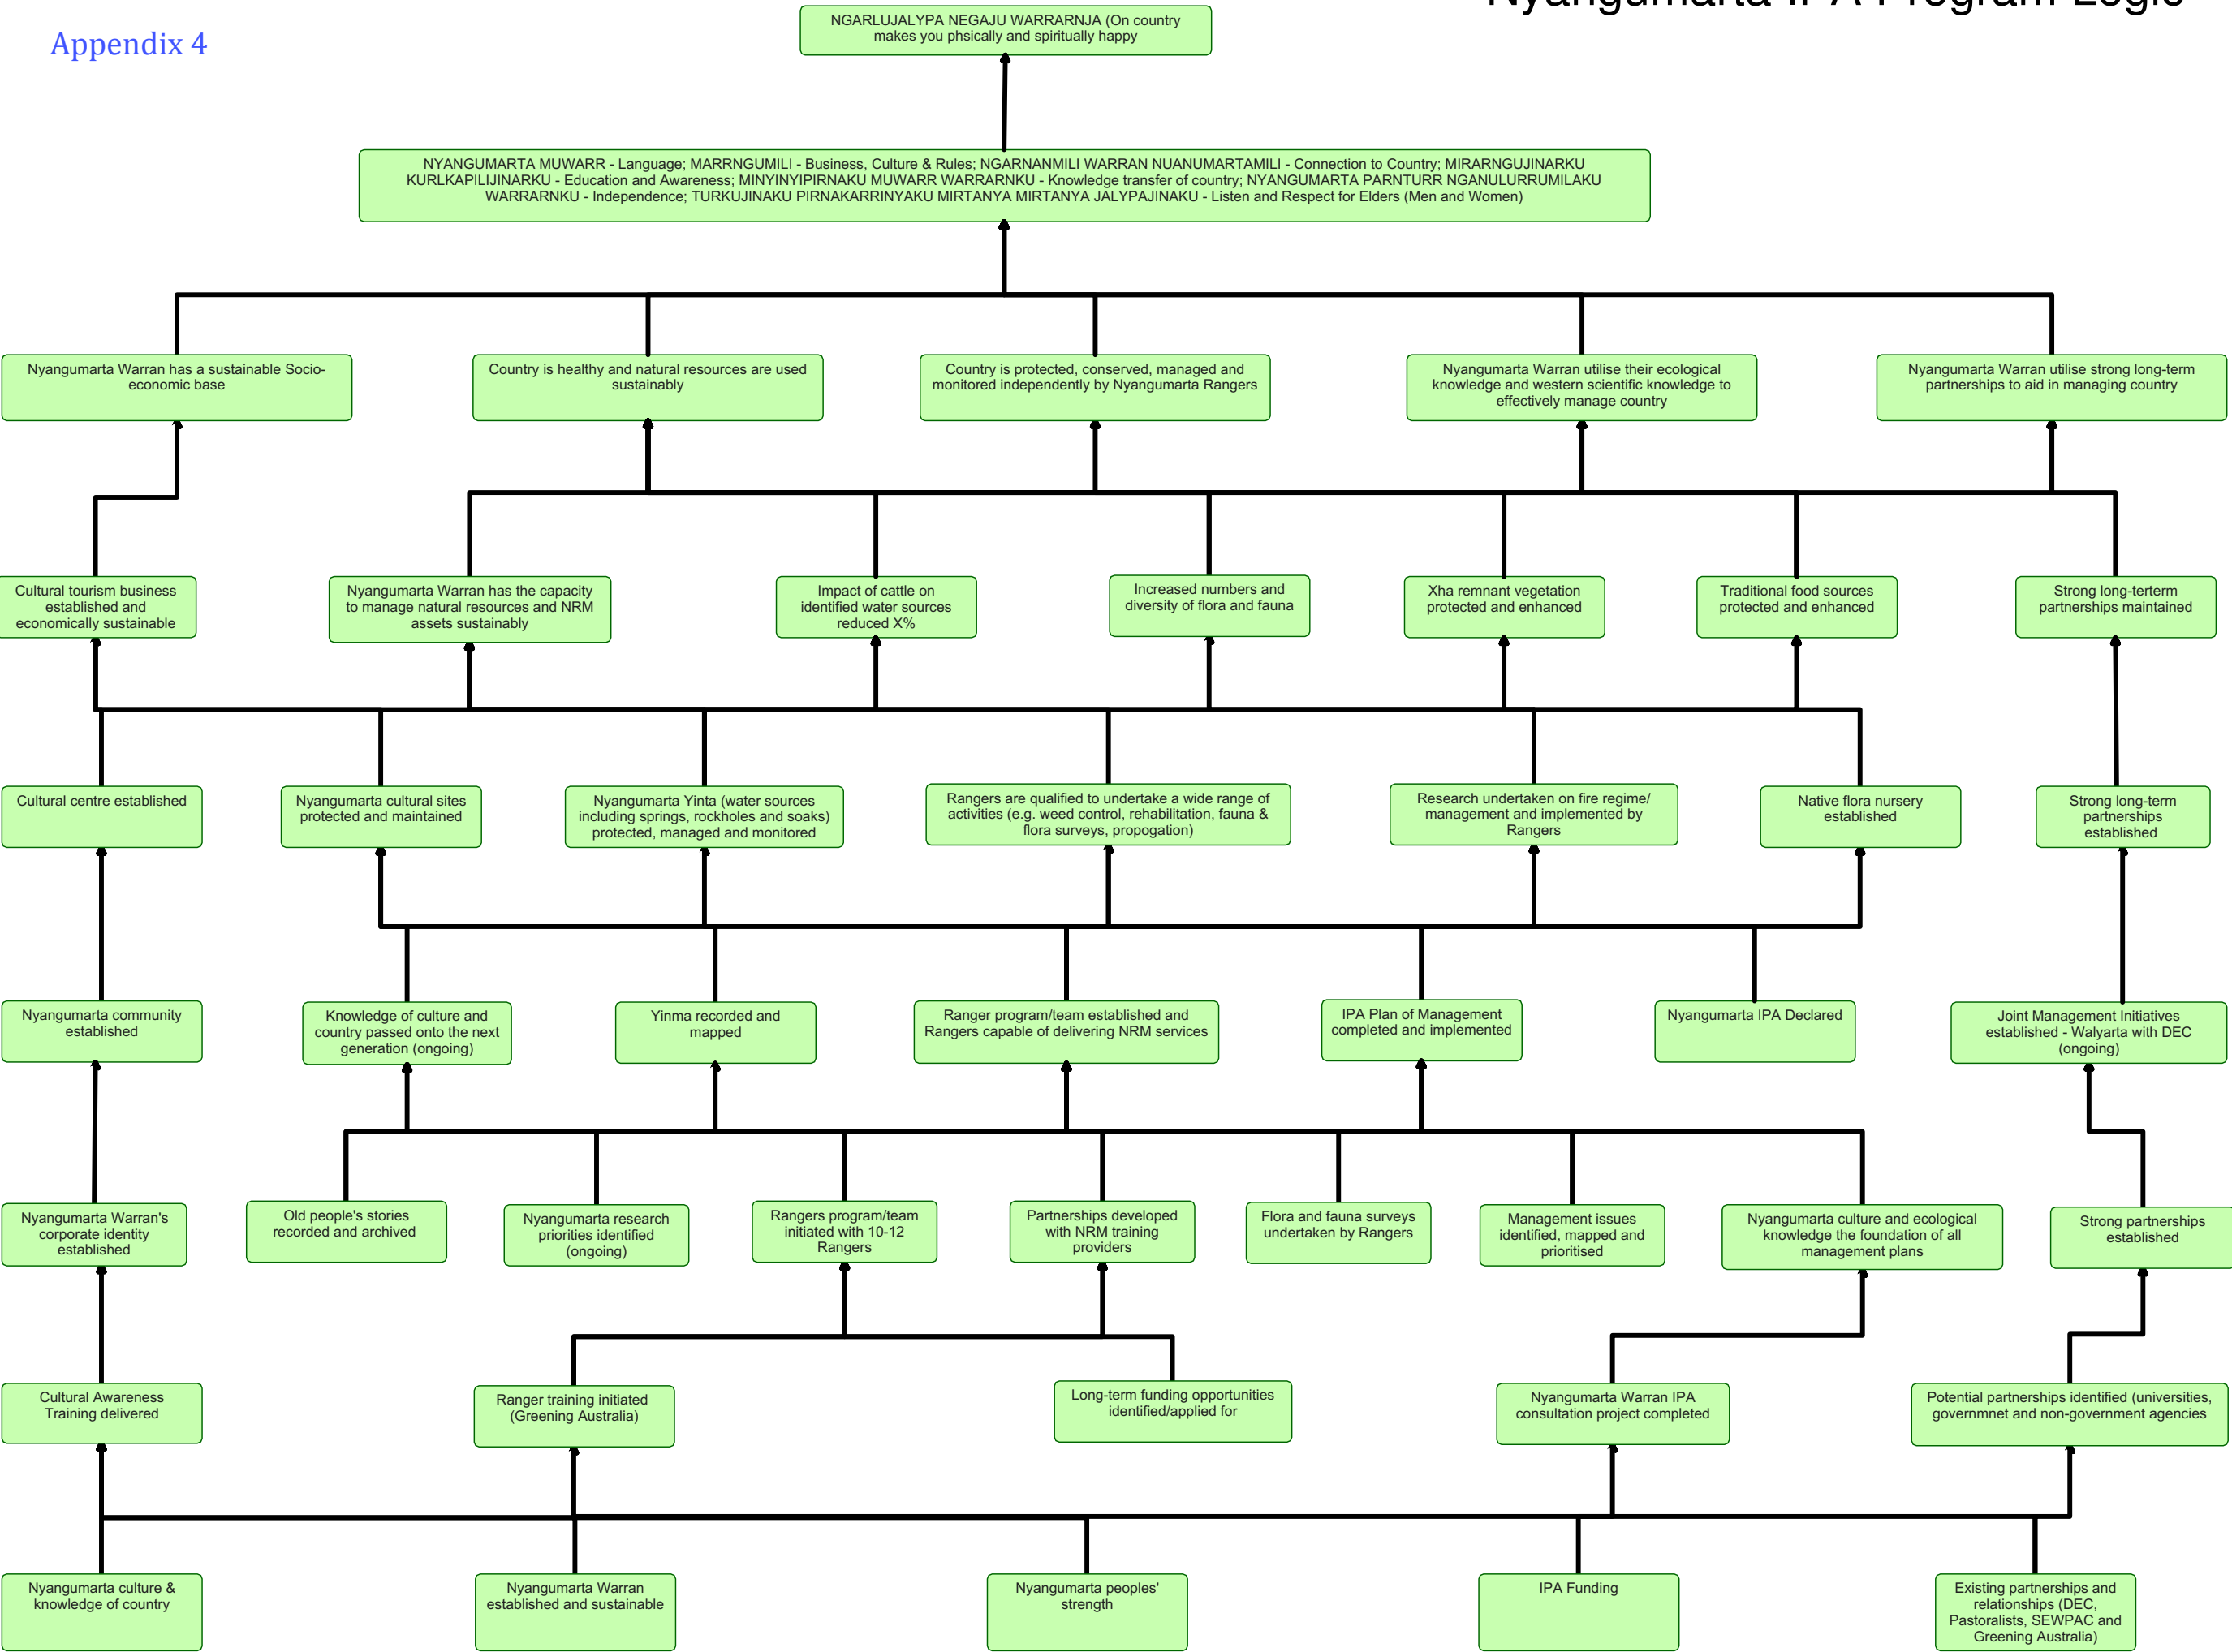 Nyangumarta IPA Program Logic
Appendix 4
NGARLUJALYPA NEGAJU WARRARNJA (On country
makes you phsically and spiritually happy
NYANGUMARTA MUWARR - Language; MARRNGUMILI - Business, Culture & Rules; NGARNANMILI WARRAN NUANUMARTAMILI - Connection to Country; MIRARNGUJINARKU
KURLKAPILIJINARKU - Education and Awareness; MINYINYIPIRNAKU MUWARR WARRARNKU - Knowledge transfer of country; NYANGUMARTA PARNTURR NGANULURRUMILAKU
WARRARNKU - Independence; TURKUJINAKU PIRNAKARRINYAKU MIRTANYA MIRTANYA JALYPAJINAKU - Listen and Respect for Elders (Men and Women)
Nyangumarta Warran has a sustainable Socio-
economic base
Country is healthy and natural resources are used
sustainably
Country is protected, conserved, managed and
monitored independently by Nyangumarta Rangers
Nyangumarta Warran utilise their ecological
knowledge and western scientific knowledge to
effectively manage country
Nyangumarta Warran utilise strong long-term
partnerships to aid in managing country
Cultural tourism business
established and
economically sustainable
Nyangumarta Warran has the capacity
to manage natural resources and NRM
assets sustainably
Impact of cattle on
identified water sources
reduced X%
Increased numbers and
diversity of flora and fauna
Xha remnant vegetation
protected and enhanced
Traditional food sources
protected and enhanced
Strong long-terterm
partnerships maintained
Cultural centre established
Nyangumarta cultural sites
protected and maintained
Nyangumarta Yinta (water sources
including springs, rockholes and soaks)
protected, managed and monitored
Rangers are qualified to undertake a wide range of
activities (e.g. weed control, rehabilitation, fauna &
flora surveys, propogation)
Research undertaken on fire regime/
management and implemented by
Rangers
Native flora nursery
established
Strong long-term
partnerships
established
Nyangumarta community
established
Knowledge of culture and
country passed onto the next
generation (ongoing)
Yinma recorded and
mapped
Ranger program/team established and
Rangers capable of delivering NRM services
IPA Plan of Management
completed and implemented
Nyangumarta IPA Declared
Joint Management Initiatives
established - Walyarta with DEC
(ongoing)
Nyangumarta Warran's
corporate identity
established
Old people's stories
recorded and archived
Nyangumarta research
priorities identified
(ongoing)
Rangers program/team
initiated with 10-12
Rangers
Partnerships developed
with NRM training
providers
Flora and fauna surveys
undertaken by Rangers
Management issues
identified, mapped and
prioritised
Nyangumarta culture and ecological
knowledge the foundation of all
management plans
Strong partnerships
established
Cultural Awareness
Training delivered
Ranger training initiated
(Greening Australia)
Long-term funding opportunities
identified/applied for
Nyangumarta Warran IPA
consultation project completed
Potential partnerships identified (universities,
governmnet and non-government agencies
Nyangumarta culture &
knowledge of country
Nyangumarta Warran
established and sustainable
Nyangumarta peoples'
strength
IPA Funding
Existing partnerships and
relationships (DEC,
Pastoralists, SEWPAC and
Greening Australia)